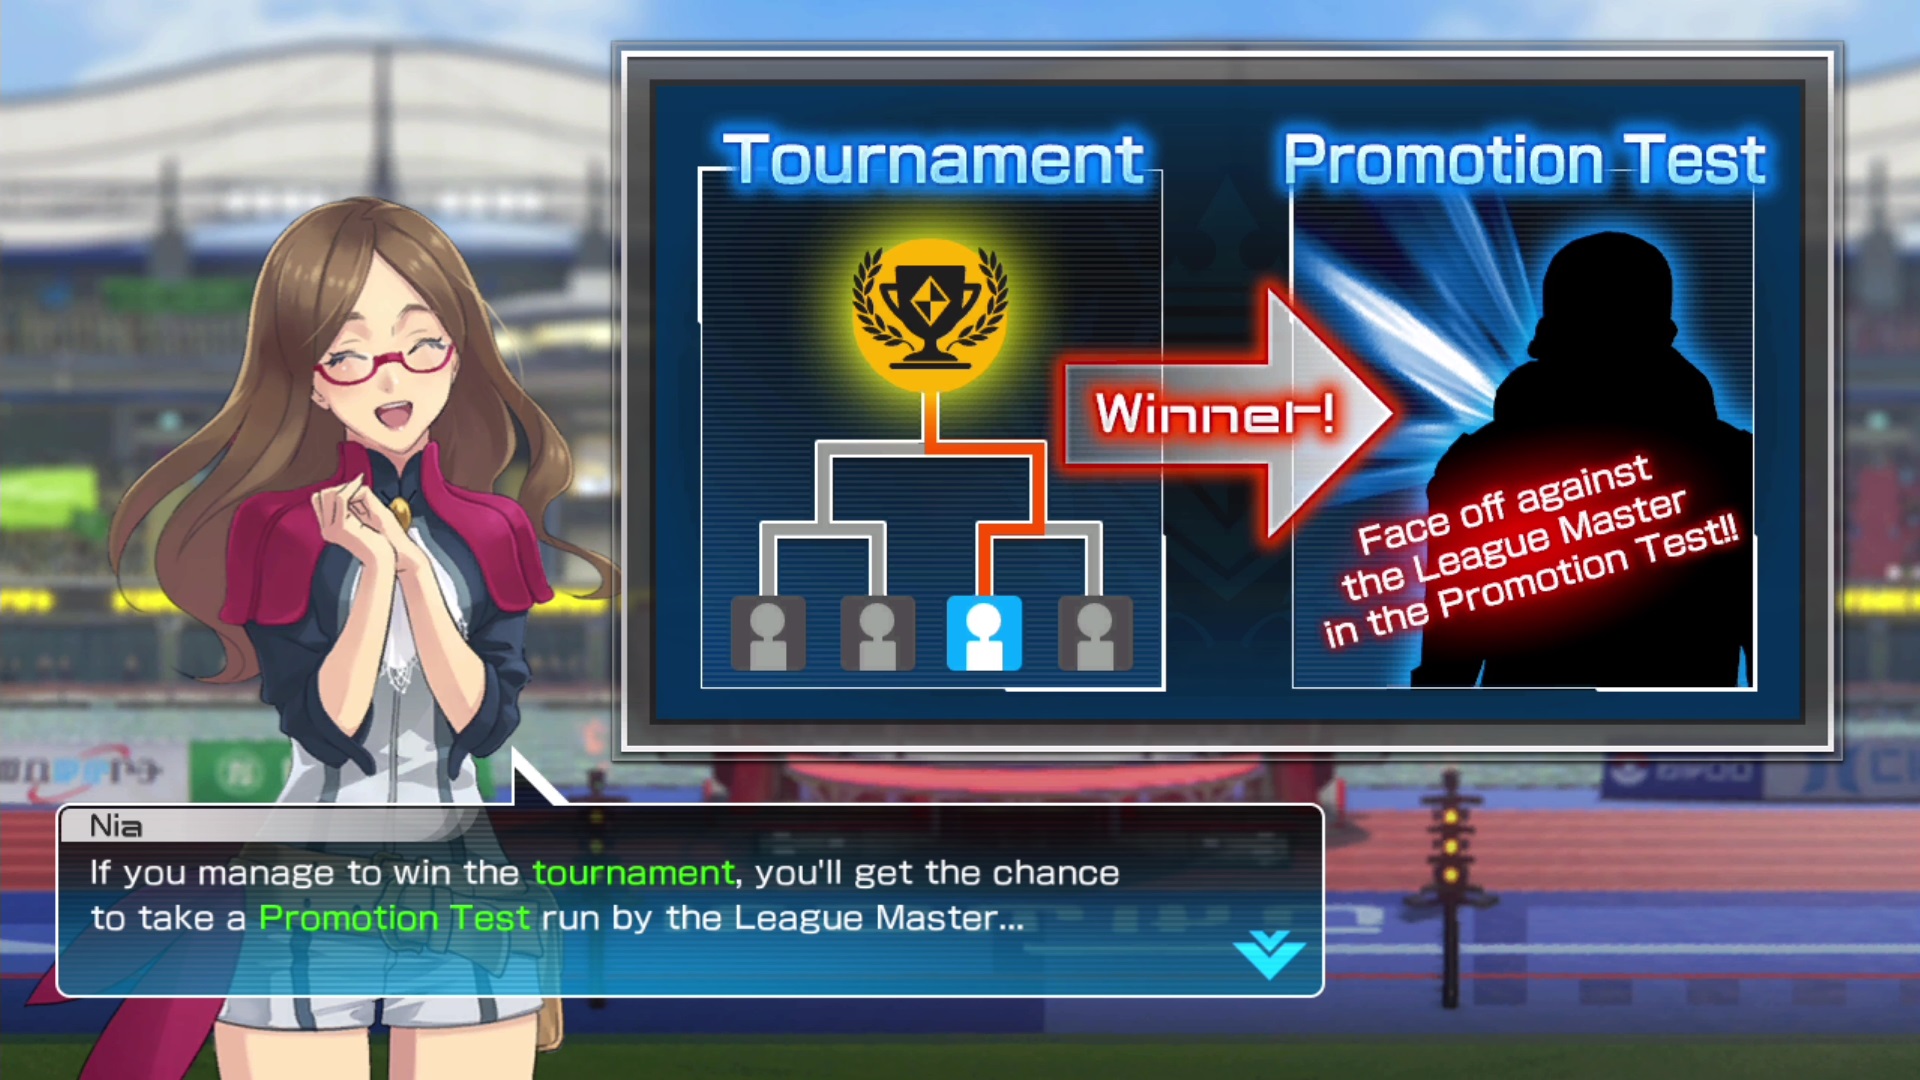 Tournament
Promotion Test
Winner!
Face off against
the League Master
in the Promotion Test!!
Nia
If you manage to win the tournament, you'll get the chance
to take a Promotion Test run by the League Master...